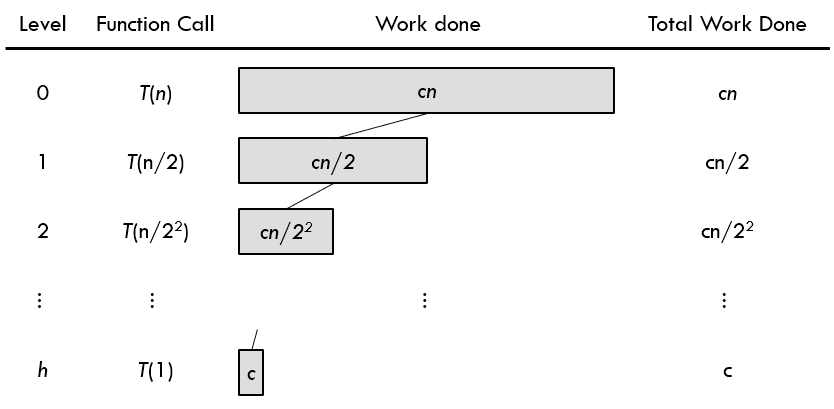 Level Function Call Work done Total Work Done
0 T(n) cn cn
1 T(n/2) cn/2 cn/2
2 T(n/2²) cn/2² cn/2²
⋮ ⋮ ⋮ ⋮
h T(1) c c